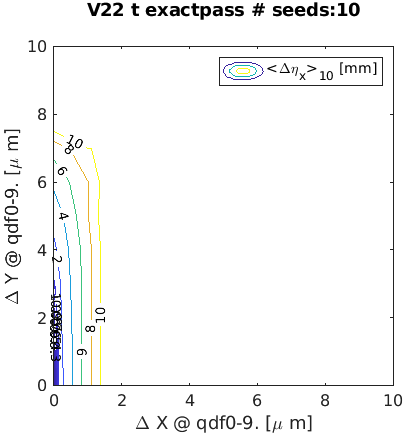 V22 t exactpass # seeds:10
<Δη_x>_10 [mm]
10
8
6
4
2
0
Δ Y @ qdf0-9. [μ m]
10
8
6
4
2
10
8
6
0 2 4 6 8 10
Δ X @ qdf0-9. [μ m]